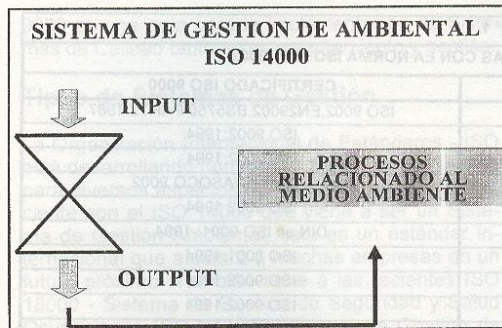 SISTEMA DE GESTION DE AMBIENTAL
ISO 14000
INPUT
PROCESOS
RELACIONADO AL
MEDIO AMBIENTE
OUTPUT